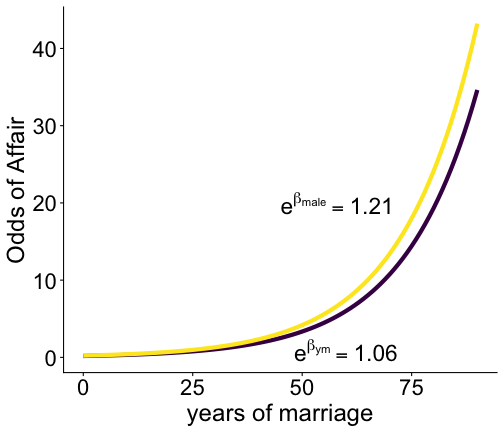 Odds of Affair
40
30
20
10
0
e^βmale = 1.21
e^βym = 1.06
0 25 50 75
years of marriage